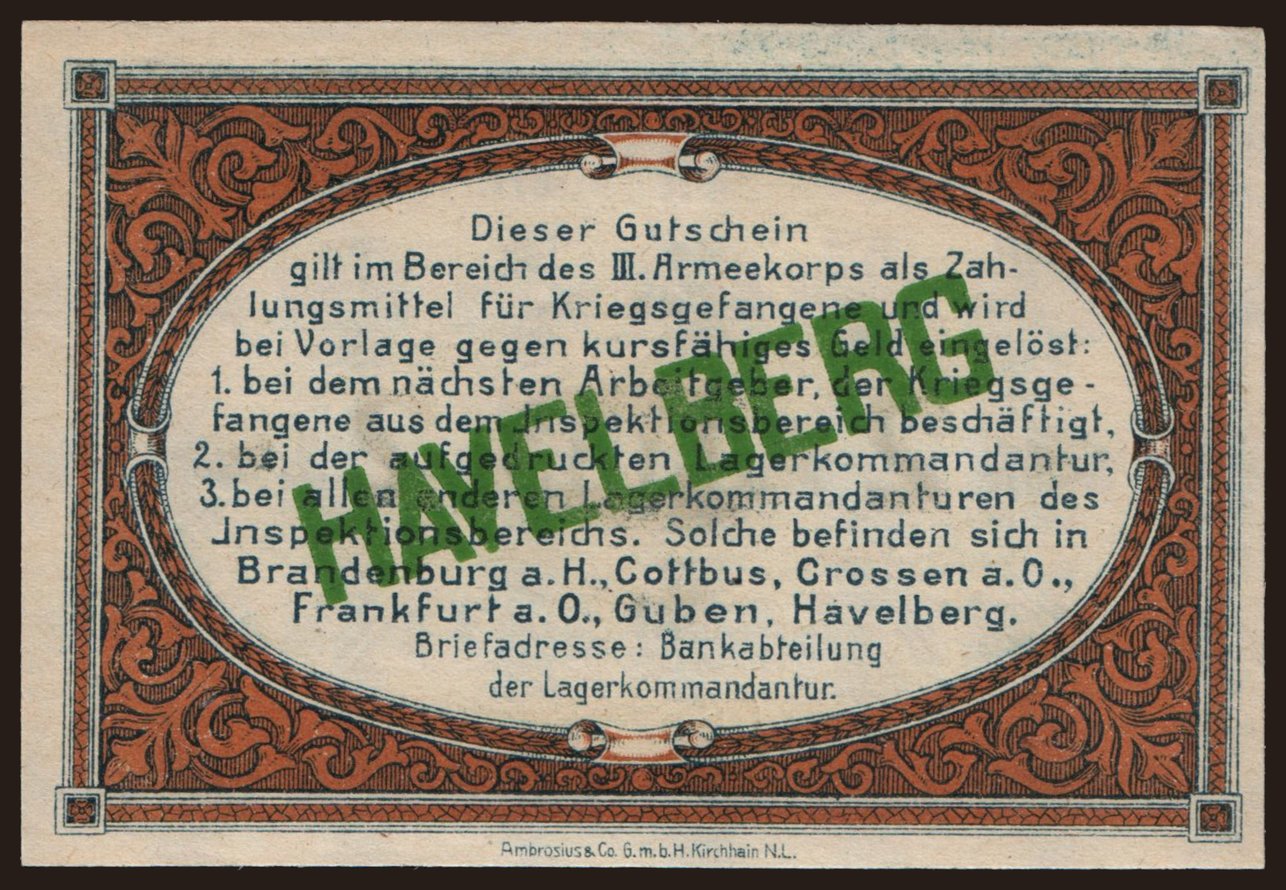 Dieser Gutschein
gilt im Bereich des III. Armeekorps als Zah-
lungsmittel für Kriegsgefangene und wird
bei Vorlage gegen kursfähiges Geld eingelöst:
1. bei dem nächsten Arbeitgeber, der Kriegsge-
fangene aus dem Inspektionsbereich beschäftigt,
2. bei der aufgedruckten Lagerkommandantur,
3. bei allen anderen Lagerkommandanturen des
Inspektionsbereichs. Solche befinden sich in
Brandenburg a. H., Cottbus, Crossen a. O.,
Frankfurt a. O., Guben, Havelberg.
Briefadresse: Bankabteilung
der Lagerkommandantur.
HAVELBERG
Ambrosius & Co. G.m.b.H. Kirchhain N.L.